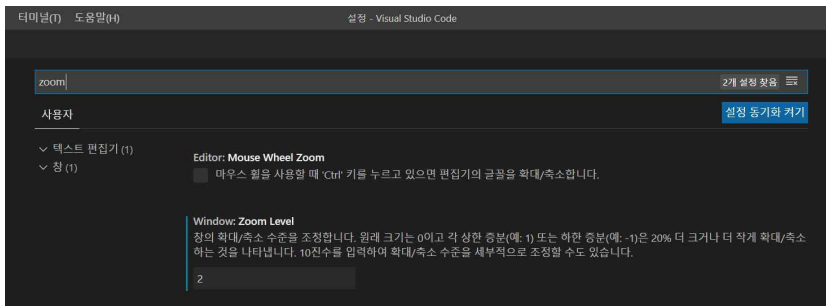 터미널(T) 도움말(H) 설정 - Visual Studio Code
zoom 2개 설정 찾음
사용자 설정 동기화 켜기
텍스트 편집기 (1)
창 (1)
Editor: Mouse Wheel Zoom
마우스 휠을 사용할 때 'Ctrl' 키를 누르고 있으면 편집기의 글꼴을 확대/축소합니다.
Window: Zoom Level
창의 확대/축소 수준을 조정합니다. 원래 크기는 0이고 각 상한 증분(예: 1) 또는 하한 증분(예: -1)은 20% 더 크거나 더 작게 확대/축소
하는 것을 나타냅니다. 10진수를 입력하여 확대/축소 수준을 세부적으로 조정할 수도 있습니다.
2